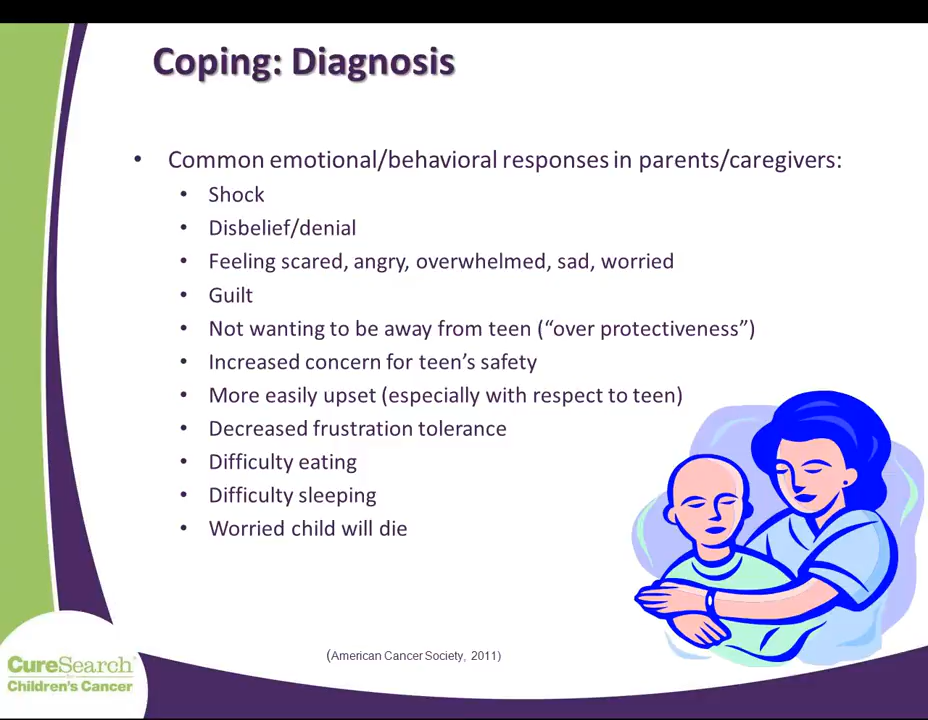 Coping: Diagnosis
• Common emotional/behavioral responses in parents/caregivers:
• Shock
• Disbelief/denial
• Feeling scared, angry, overwhelmed, sad, worried
• Guilt
• Not wanting to be away from teen (“over protectiveness”)
• Increased concern for teen’s safety
• More easily upset (especially with respect to teen)
• Decreased frustration tolerance
• Difficulty eating
• Difficulty sleeping
• Worried child will die
(American Cancer Society, 2011)
CureSearch
Children's Cancer